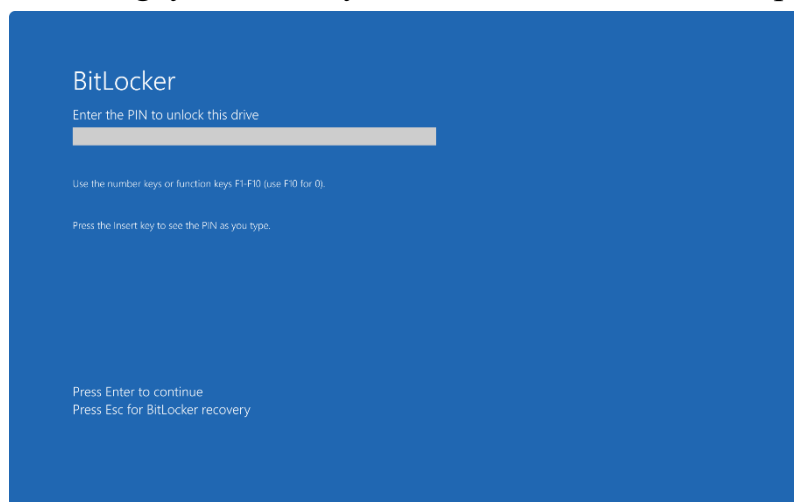 BitLocker
Enter the PIN to unlock this drive
Use the number keys or function keys F1-F10 (use F10 for 0).
Press the Insert key to see the PIN as you type.
Press Enter to continue
Press Esc for BitLocker recovery